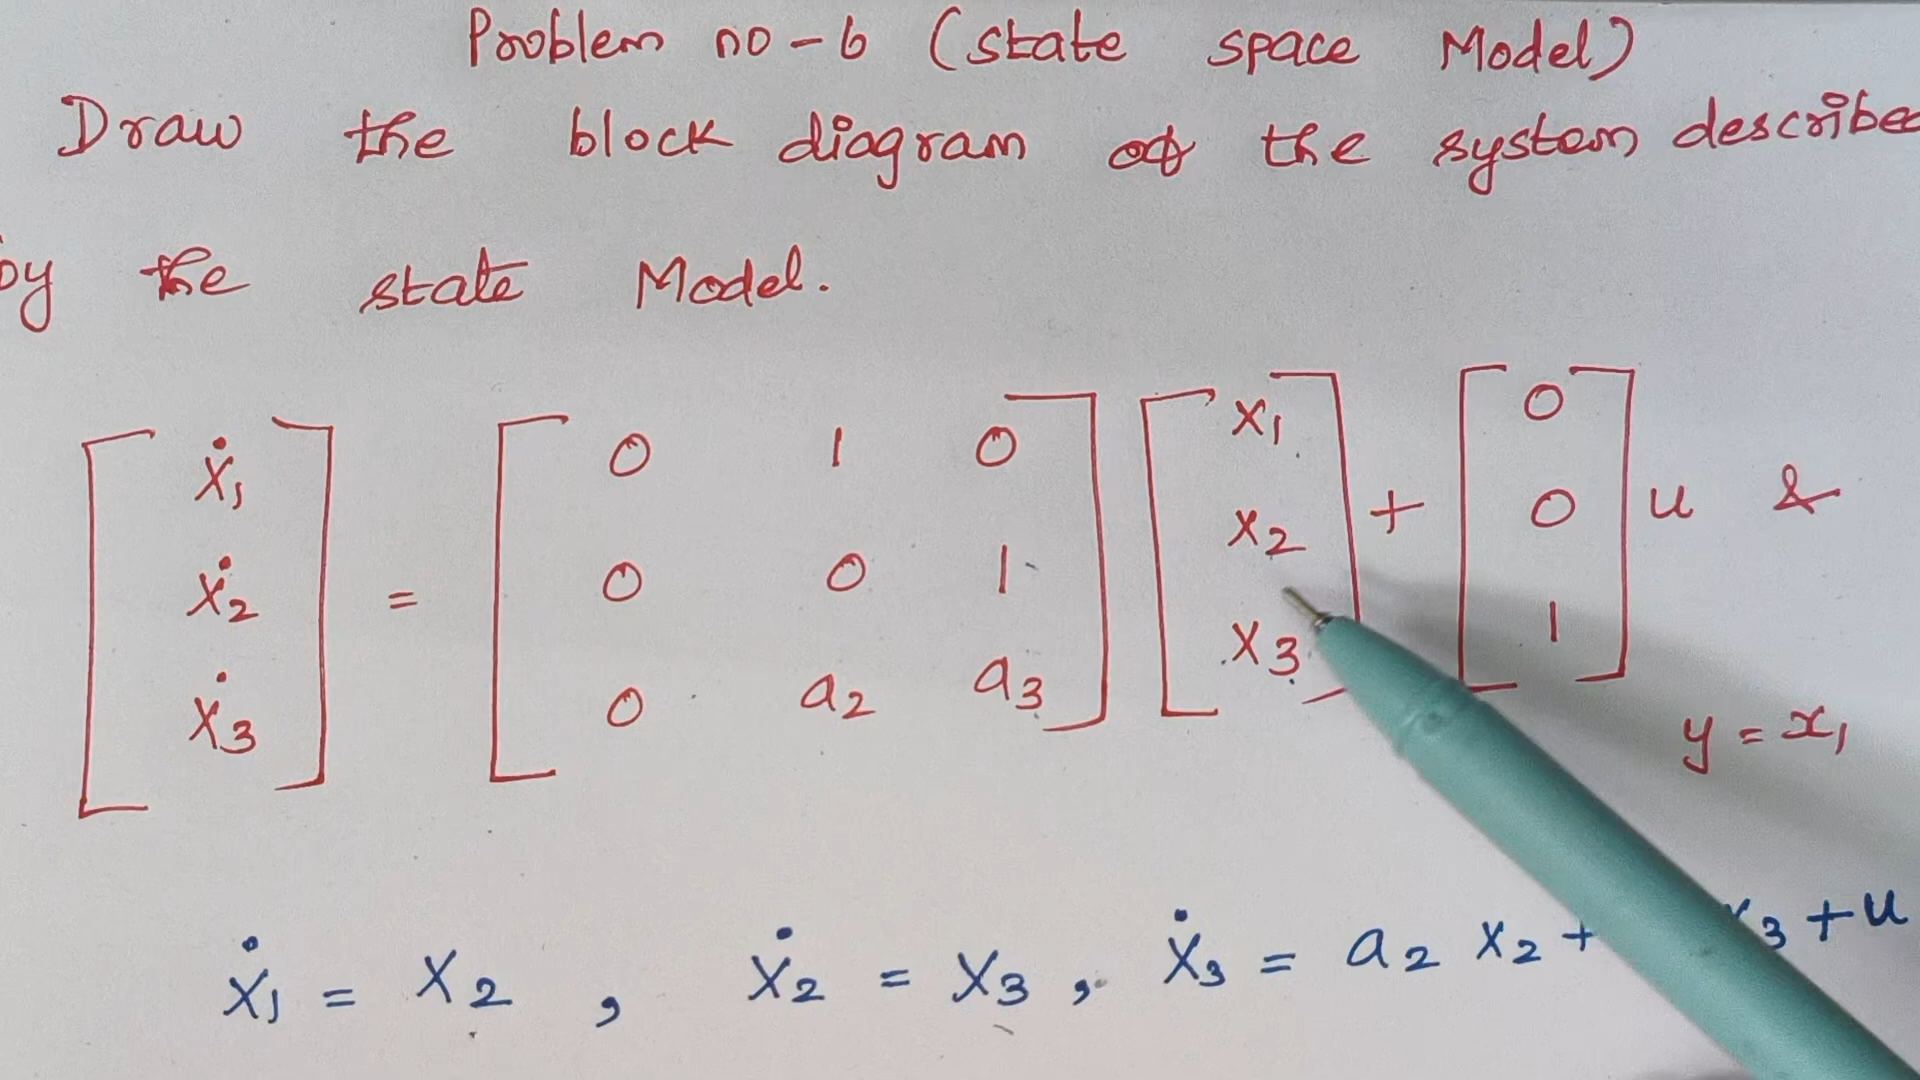 Problem no-6 (state space Model)
Draw the block diagram of the system described
by the state Model.
[ẋ1 ẋ2 ẋ3] = [0 1 0
0 0 1
0 a2 a3] [x1 x2 x3] + [0 0 1] u &
y = x1
ẋ1 = x2 , ẋ2 = x3 , ẋ3 = a2 x2 + x3 + u